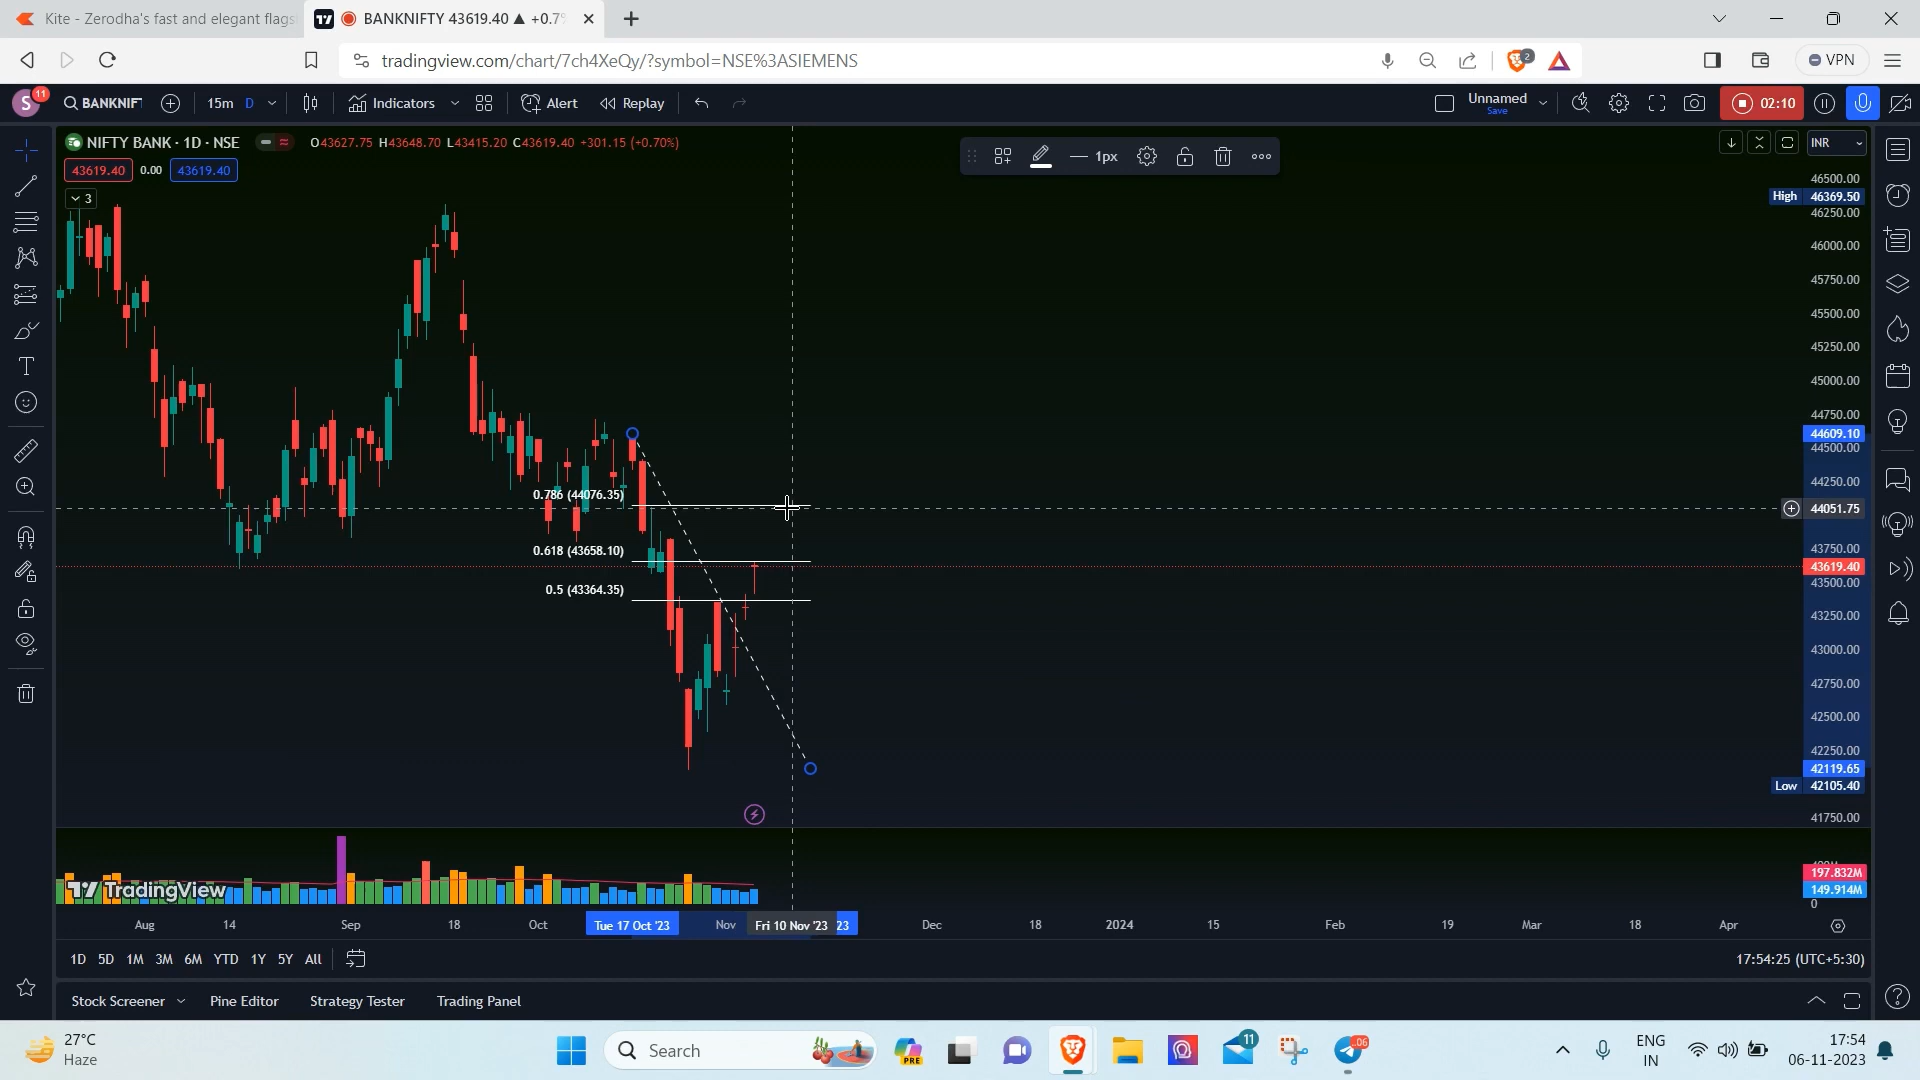 Kite - Zerodha's fast and elegant flags
BANKNIFTY 43619.40 ▲ +0.7
tradingview.com/chart/7ch4XeQy/?symbol=NSE%3ASIEMENS
2
VPN
S
11
BANKNIF
15m
D
Indicators
Alert
Replay
Unnamed
Save
02:10
NIFTY BANK · 1D · NSE
O43627.75 H43648.70 L43415.20 C43619.40 +301.15 (+0.70%)
43619.40
0.00
43619.40
3
1px
INR
46500.00
High 46369.50
46250.00
46000.00
45750.00
45500.00
45250.00
45000.00
44750.00
44609.10
44500.00
44250.00
44051.75
43750.00
43619.40
43500.00
43250.00
43000.00
42750.00
42500.00
42250.00
42119.65
Low 42105.40
41750.00
0.786 (44076.35)
0.618 (43658.10)
0.5 (43364.35)
197.832M
149.914M
0
TradingView
Aug
14
Sep
18
Oct
Tue 17 Oct '23
Nov
Fri 10 Nov '23
23
Dec
18
2024
15
Feb
19
Mar
18
Apr
1D 5D 1M 3M 6M YTD 1Y 5Y All
17:54:25 (UTC+5:30)
Stock Screener
Pine Editor
Strategy Tester
Trading Panel
27°C
Haze
Search
PRE
11
.06
ENG
IN
17:54
06-11-2023